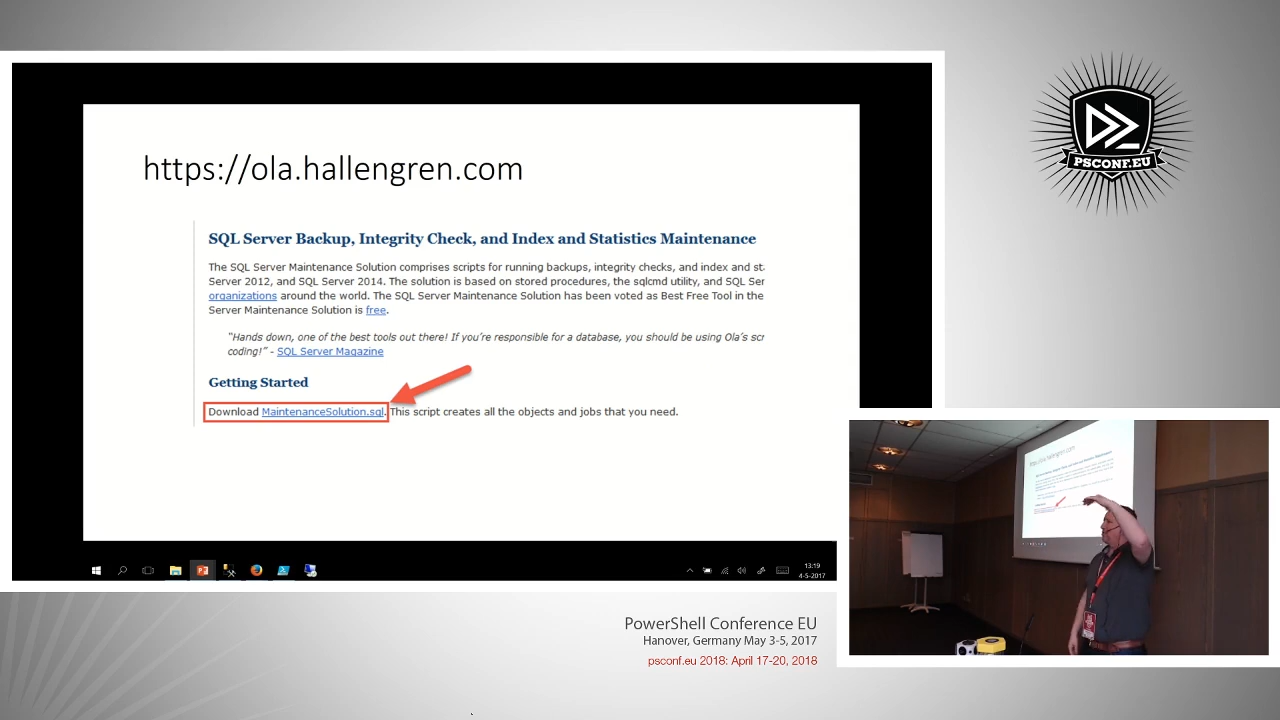 https://ola.hallengren.com
SQL Server Backup, Integrity Check, and Index and Statistics Maintenance
The SQL Server Maintenance Solution comprises scripts for running backups, integrity checks, and index and st
Server 2012, and SQL Server 2014. The solution is based on stored procedures, the sqlcmd utility, and SQL Ser
organizations around the world. The SQL Server Maintenance Solution has been voted as Best Free Tool in the
Server Maintenance Solution is free.
"Hands down, one of the best tools out there! If you're responsible for a database, you should be using Ola's scr
coding!" - SQL Server Magazine
Getting Started
Download MaintenanceSolution.sql. This script creates all the objects and jobs that you need.
13:19
4-5-2017
PSCONF.EU
PowerShell Conference EU
Hanover, Germany May 3-5, 2017
psconf.eu 2018: April 17-20, 2018